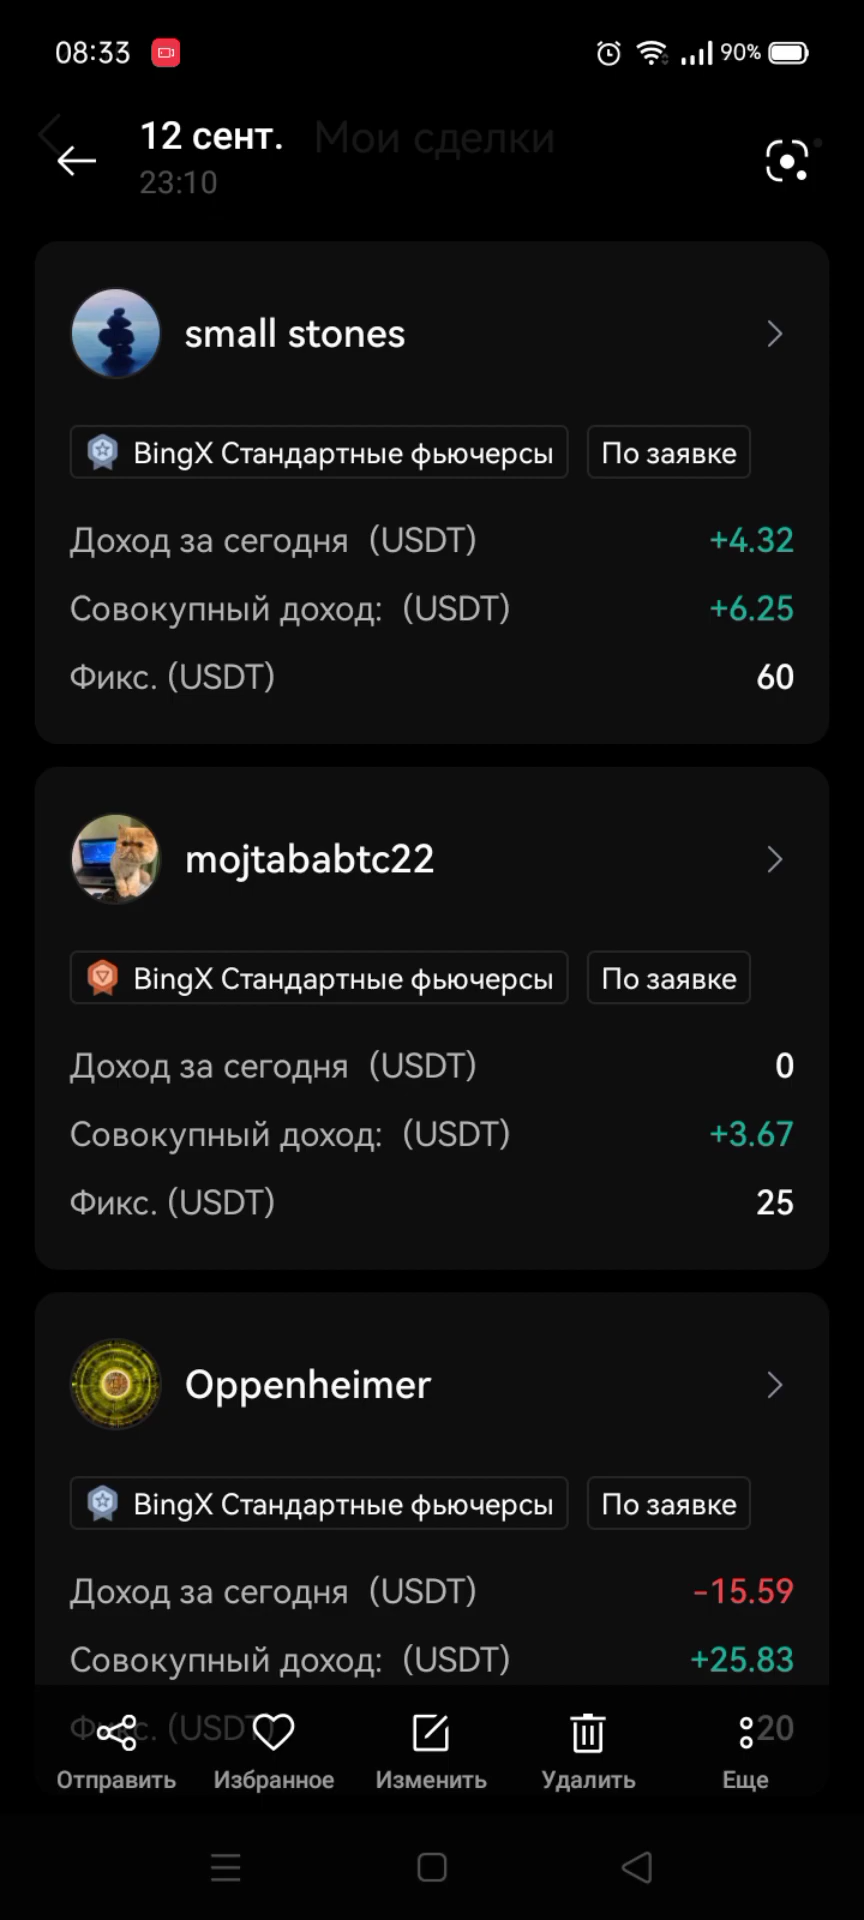 08:33 90%
12 сент. Мои сделки
23:10
small stones
BingX Стандартные фьючерсы По заявке
Доход за сегодня (USDT) +4.32
Совокупный доход: (USDT) +6.25
Фикс. (USDT) 60
mojtababtc22
BingX Стандартные фьючерсы По заявке
Доход за сегодня (USDT) 0
Совокупный доход: (USDT) +3.67
Фикс. (USDT) 25
Oppenheimer
BingX Стандартные фьючерсы По заявке
Доход за сегодня (USDT) -15.59
Совокупный доход: (USDT) +25.83
Фикс. (USDT) 20
Отправить Избранное Изменить Удалить Еще